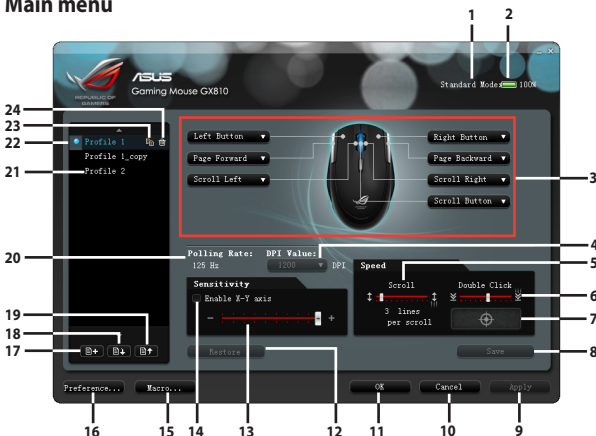 Main menu
1 2
REPUBLIC OF
GAMERS
ASUS
Gaming Mouse GX810
Standard Mode: 100%
24
23
22
21
Profile 1
Profile 1_copy
Profile 2
Left Button
Right Button
Page Forward
Page Backward
Scroll Left
Scroll Right
Scroll Button
3
4
5
6
7
8
20
Polling Rate:
125 Hz
DPI Value:
1200 DPI
Sensitivity
Enable X-Y axis
- +
Speed
Scroll
3 lines
per scroll
Double Click
19
18
17
Restore
Save
Preference...
Macro...
OK
Cancel
Apply
16 15 14 13 12 11 10 9